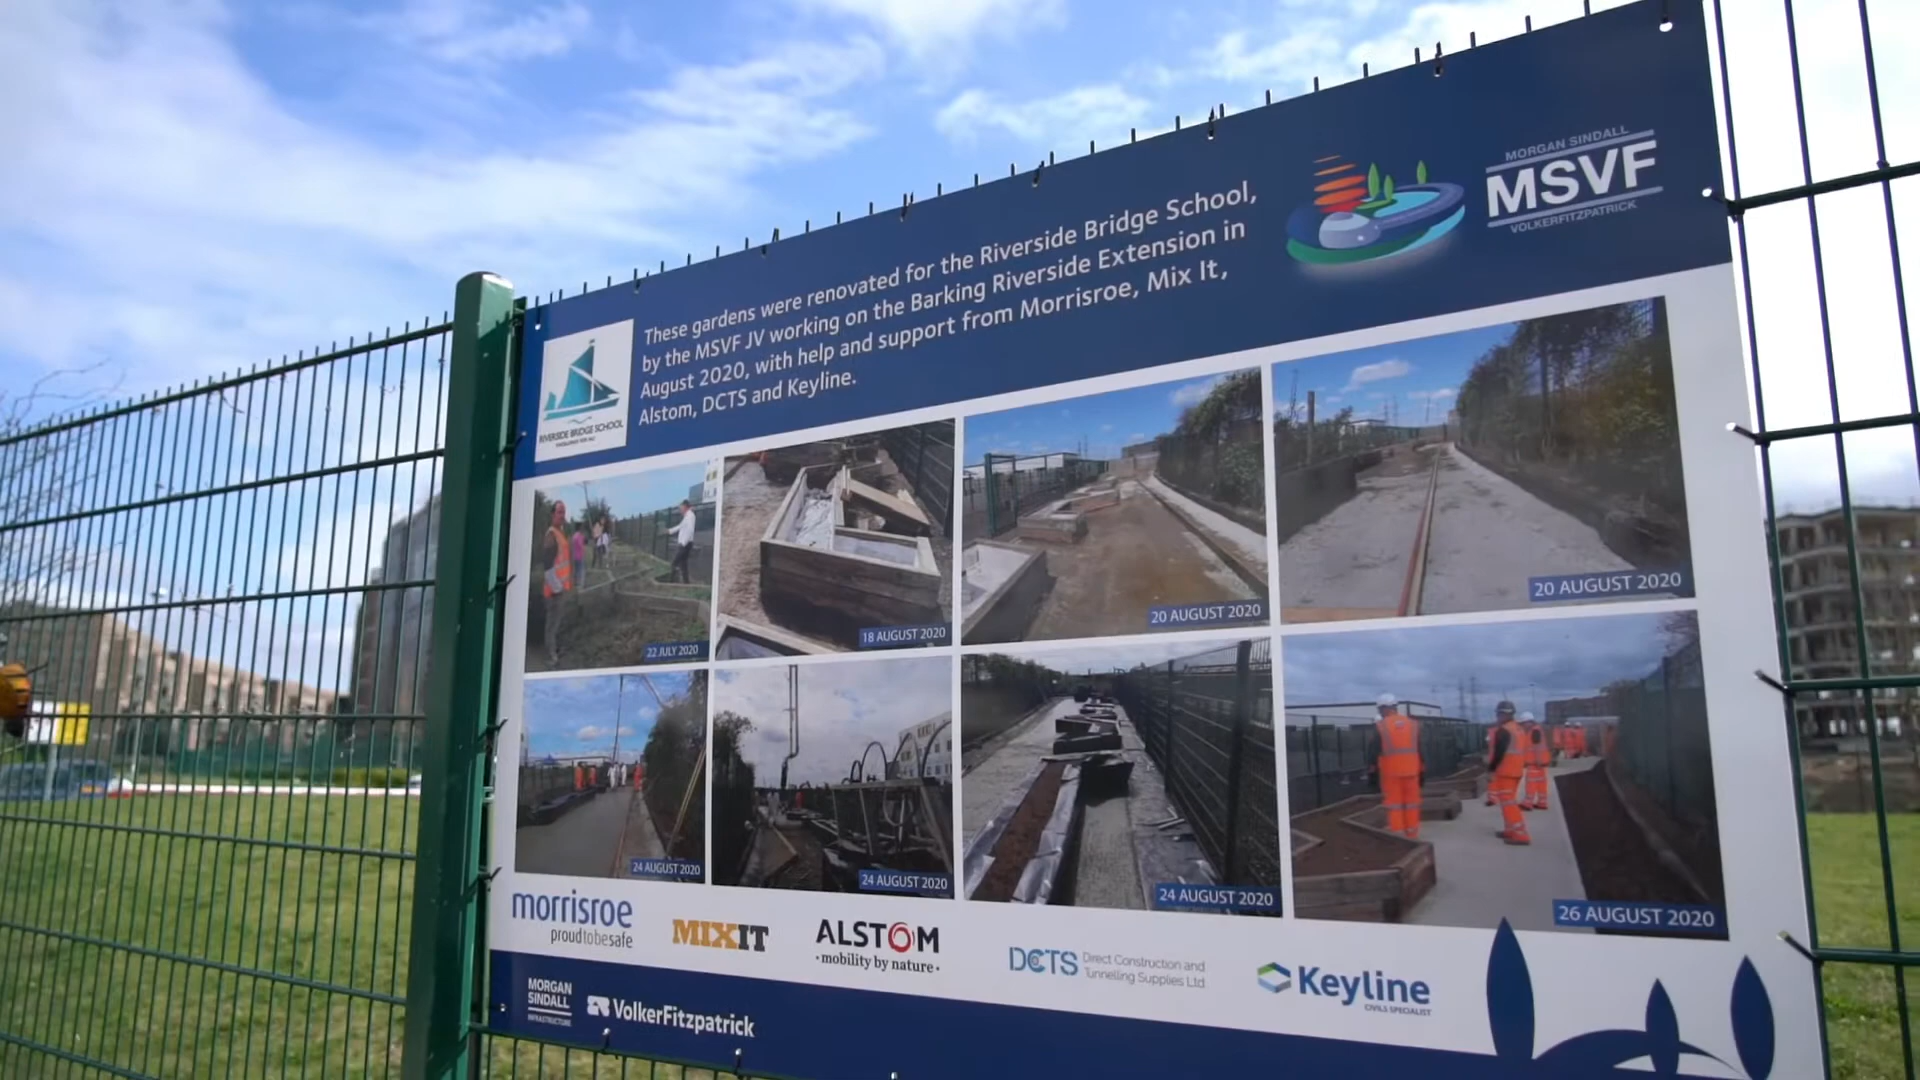 MORGAN SINDALL
MSVF
VOLKERFITZPATRICK
These gardens were renovated for the Riverside Bridge School,
by the MSVF JV working on the Barking Riverside Extension in
August 2020, with help and support from Morrisroe, Mix It,
Alstom, DCTS and Keyline.
RIVERSIDE BRIDGE SCHOOL
22 JULY 2020
18 AUGUST 2020
20 AUGUST 2020
20 AUGUST 2020
24 AUGUST 2020
24 AUGUST 2020
24 AUGUST 2020
26 AUGUST 2020
morrisroe
proudtobesafe
MIXIT
ALSTOM
•mobility by nature•
DCTS
Direct Construction and
Tunnelling Supplies Ltd
Keyline
CIVILS SPECIALIST
MORGAN
SINDALL
INFRASTRUCTURE
VolkerFitzpatrick